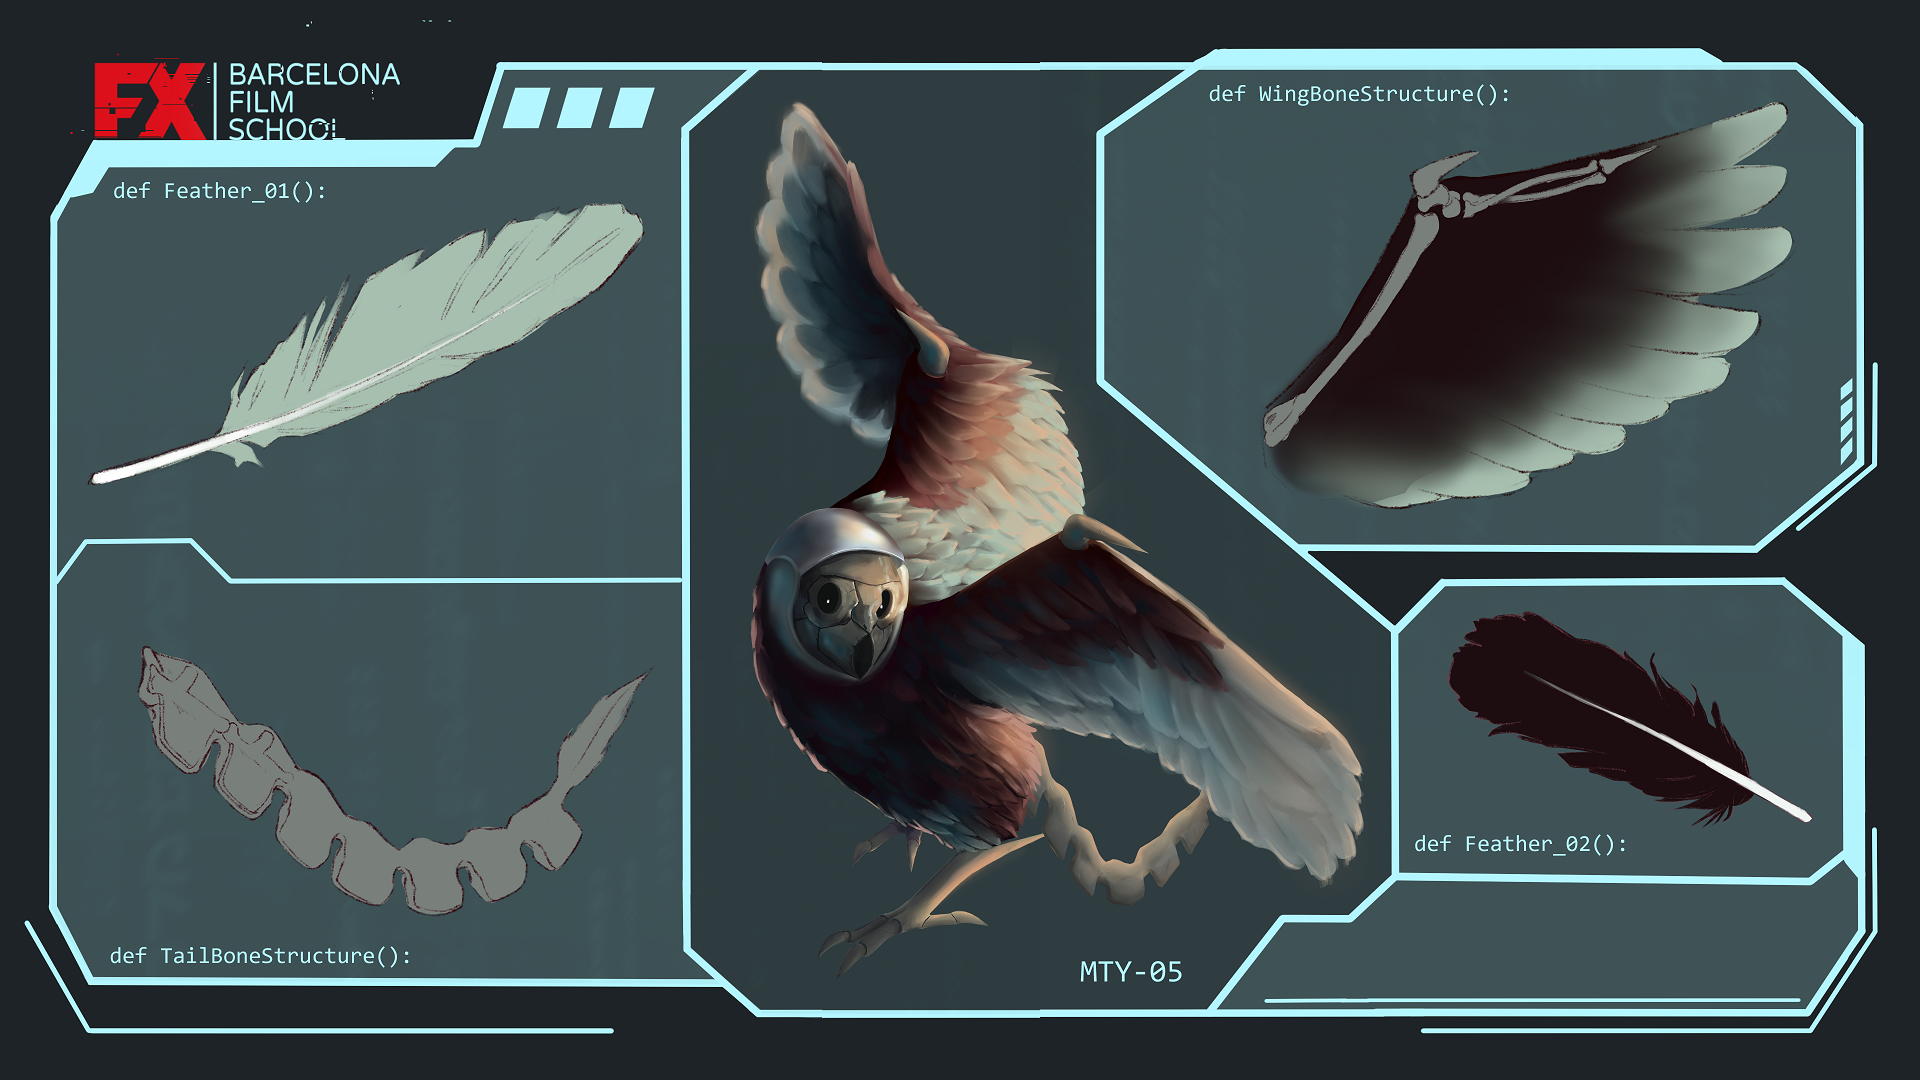 FX
BARCELONA
FILM
SCHOOL
def Feather_01():
def WingBoneStructure():
def TailBoneStructure():
def Feather_02():
MTY-05